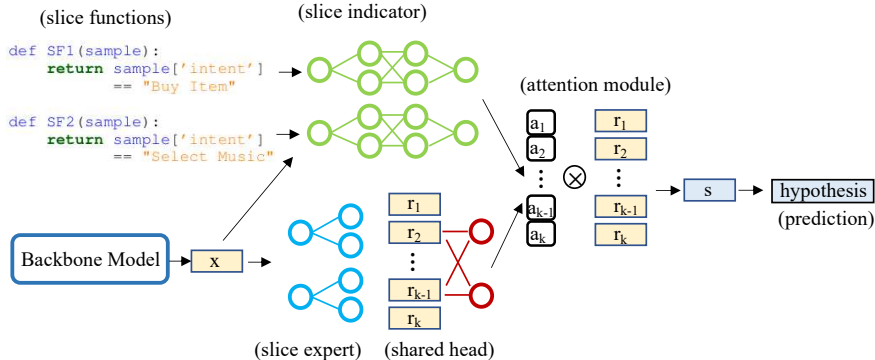 (slice functions)
(slice indicator)
def SF1(sample):
return sample['intent']
== "Buy Item"
def SF2(sample):
return sample['intent']
== "Select Music"
(attention module)
a1
a2
⋮
ak-1
ak
⊗
r1
r2
⋮
rk-1
rk
s
hypothesis
(prediction)
Backbone Model
x
r1
r2
⋮
rk-1
rk
(slice expert)
(shared head)